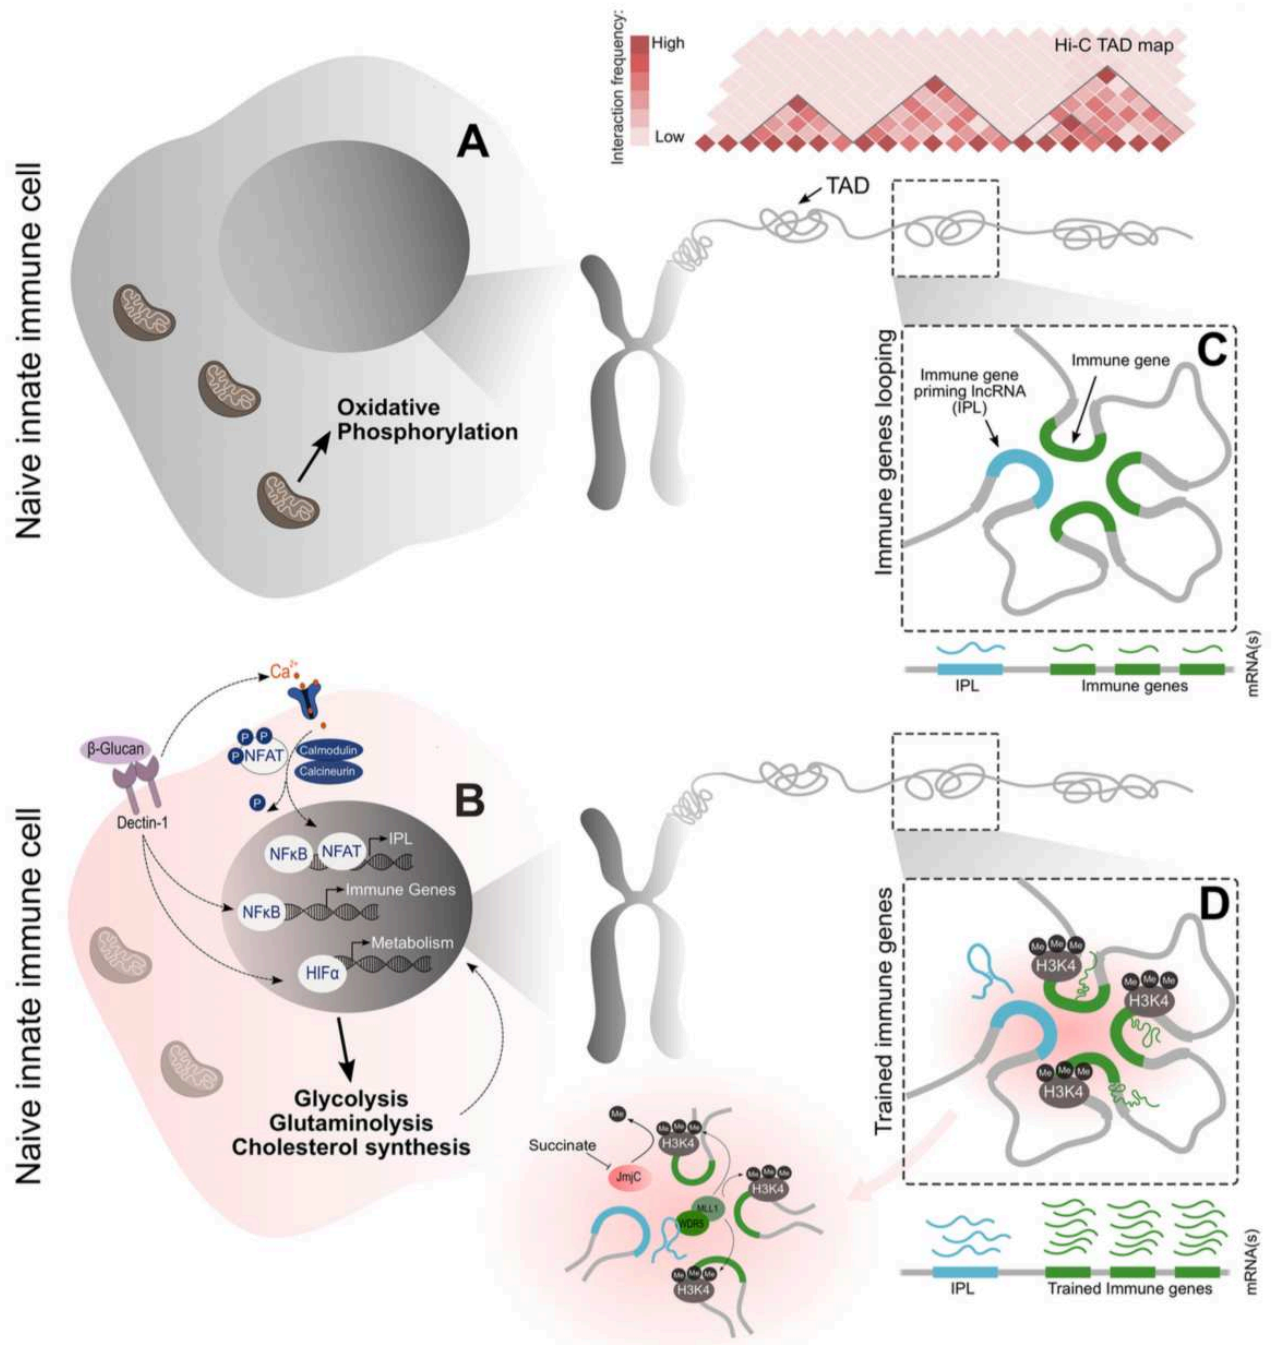 Naive innate immune cell
A
Oxidative
Phosphorylation
Interaction frequency:
High
Low
Hi-C TAD map
TAD
Immune genes looping
C
Immune gene
priming lncRNA
(IPL)
Immune gene
IPL
Immune genes
mRNA(s)
Naive innate immune cell
B
Ca2+
β-Glucan
Dectin-1
P
P
P
NFAT
Calmodulin
Calcineurin
P
NFκB
NFAT
IPL
NFκB
Immune Genes
HIFα
Metabolism
Glycolysis
Glutaminolysis
Cholesterol synthesis
Trained immune genes
D
Me Me Me
H3K4
Me Me Me
H3K4
Me Me Me
H3K4
Me
Succinate
JmjC
Me Me Me
H3K4
Me Me Me
H3K4
MLL1
WDR5
Me Me Me
H3K4
IPL
Trained Immune genes
mRNA(s)